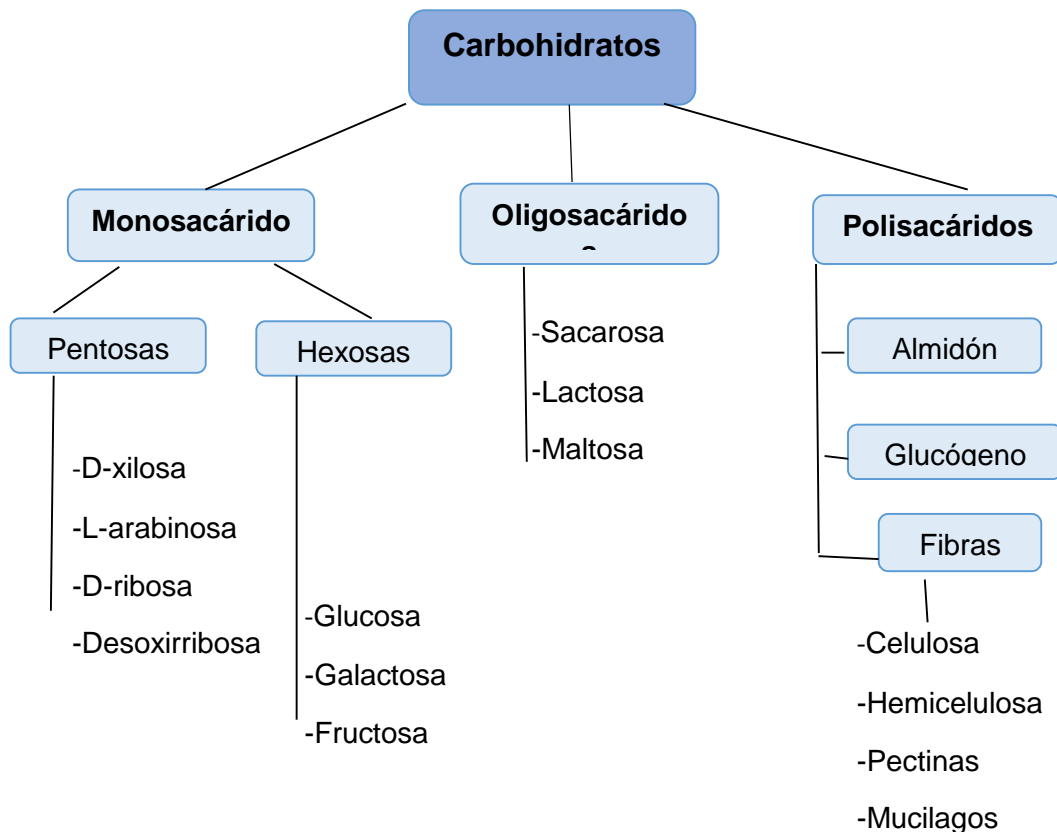 Carbohidratos
Monosacárido
Oligosacárido
Polisacáridos
Pentosas
Hexosas
-Sacarosa
-Lactosa
-Maltosa
Almidón
Glucógeno
Fibras
-D-xilosa
-L-arabinosa
-D-ribosa
-Desoxirribosa
-Glucosa
-Galactosa
-Fructosa
-Celulosa
-Hemicelulosa
-Pectinas
-Mucilagos